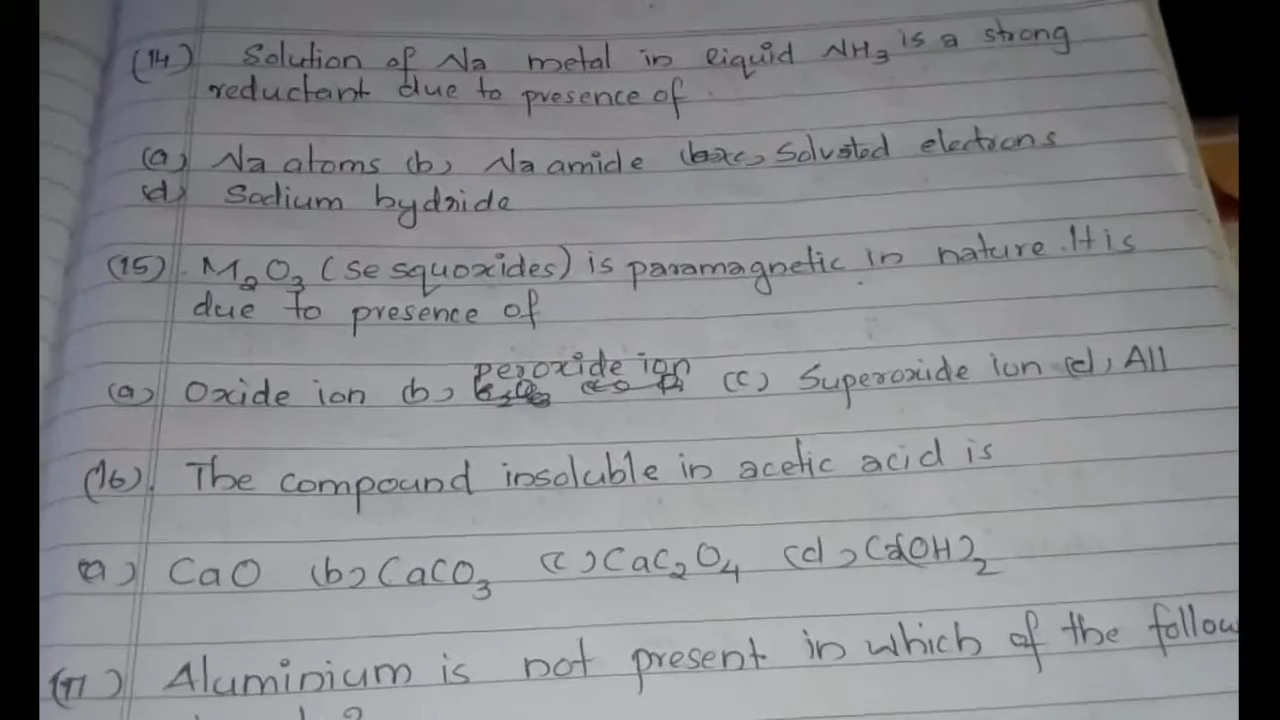 (14) Solution of Na metal in liquid NH3 is a strong
reductant due to presence of
(a) Na atoms (b) Na amide (c) Solvated electrons
(d) Sodium hydride
(15). M2O3 (sesquoxides) is paramagnetic in nature. It is
due to presence of
(a) Oxide ion (b) peroxide ion (c) Superoxide ion (d) All
(16). The compound insoluble in acetic acid is
(a) CaO (b) CaCO3 (c) CaC2O4 (d) Ca(OH)2
(17) Aluminium is not present in which of the follow